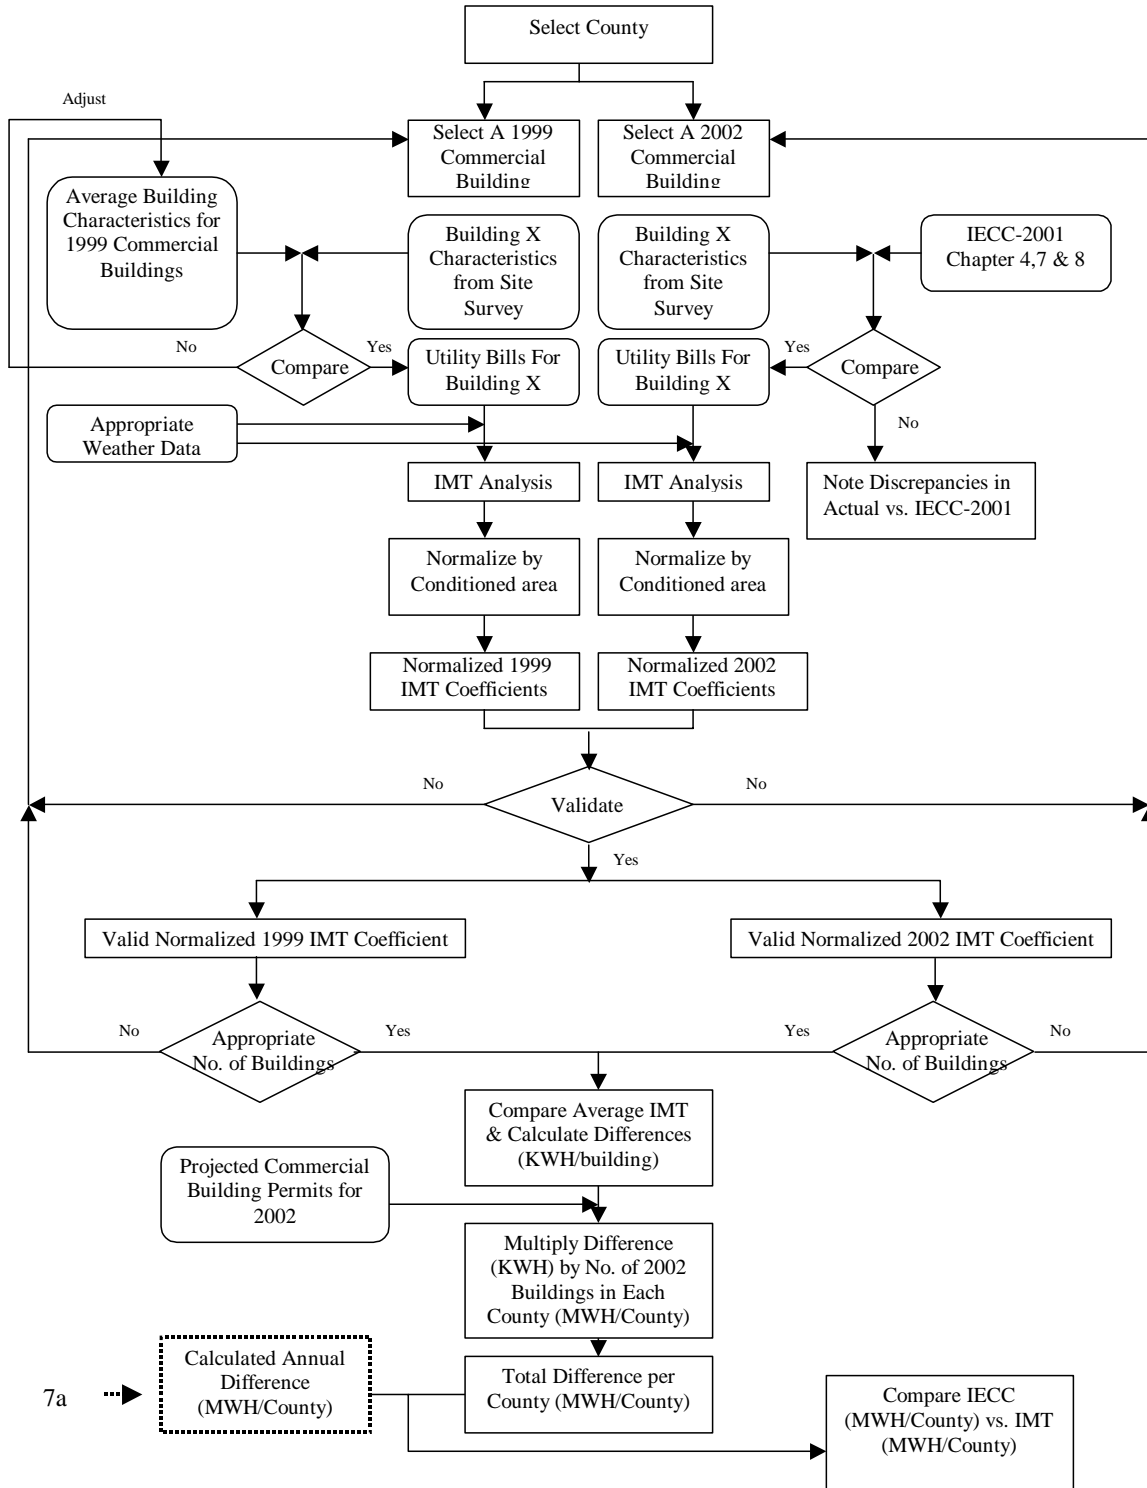 Select County
Adjust
Select A 1999
Commercial
Building
Select A 2002
Commercial
Building
Average Building
Characteristics for
1999 Commercial
Buildings
Building X
Characteristics
from Site
Survey
Building X
Characteristics
from Site
Survey
IECC-2001
Chapter 4,7 & 8
No
Compare
Yes
Utility Bills For
Building X
Utility Bills For
Building X
Yes
Compare
No
Appropriate
Weather Data
IMT Analysis
IMT Analysis
Note Discrepancies in
Actual vs. IECC-2001
Normalize by
Conditioned area
Normalize by
Conditioned area
Normalized 1999
IMT Coefficients
Normalized 2002
IMT Coefficients
No
Validate
No
Yes
Valid Normalized 1999 IMT Coefficient
Valid Normalized 2002 IMT Coefficient
No
Appropriate
No. of Buildings
Yes
Yes
Appropriate
No. of Buildings
No
Compare Average IMT
& Calculate Differences
(KWH/building)
Projected Commercial
Building Permits for
2002
Multiply Difference
(KWH) by No. of 2002
Buildings in Each
County (MWH/County)
7a
Calculated Annual
Difference
(MWH/County)
Total Difference per
County (MWH/County)
Compare IECC
(MWH/County) vs. IMT
(MWH/County)